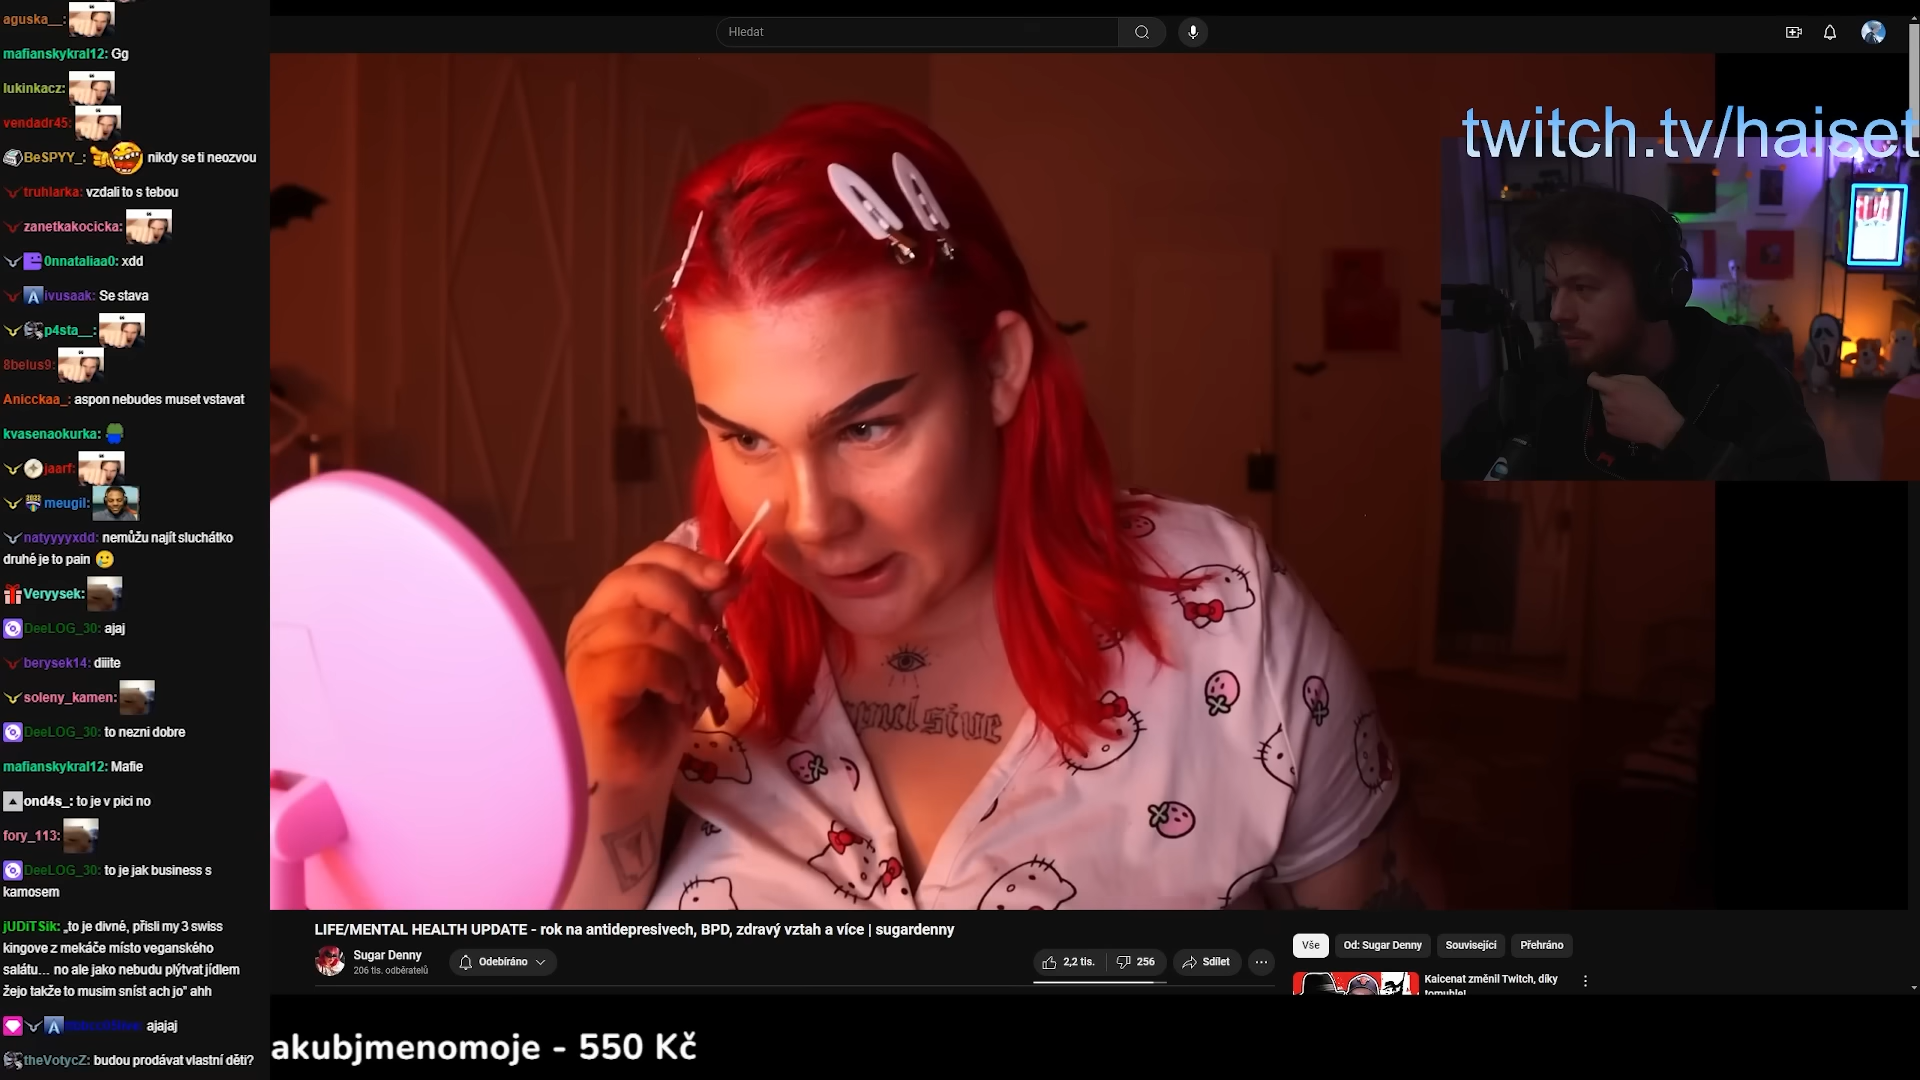 aguska__:
mafianskykral12: Gg
lukinkacz:
vendadr45:
BeSPYY_: nikdy se ti neozvou
truhlarka: vzdali to s tebou
zanetkakocicka:
0nnataliaa0: xdd
ivusaak: Se stava
p4sta__:
8belus9:
Anicckaa_: aspon nebudes muset vstavat
kvasenaokurka:
jaarf:
meugil:
natyyyyxdd: nemůžu najít sluchátko
druhé je to pain
Veryysek:
DeeLOG_30: ajaj
berysek14: diiite
soleny_kamen:
DeeLOG_30: to nezni dobre
mafianskykral12: Mafie
ond4s_: to je v pici no
fory_113:
DeeLOG_30: to je jak business s
kamosem
jUDiTSik: „to je divné, přisli my 3 swiss
kingove z mekáče místo veganského
salátu... no ale jako nebudu plýtvat jídlem
žejo takže to musim sníst ach jo” ahh
ajajaj
theVotycZ: budou prodávat vlastní děti?
Hledat
twitch.tv/haiset
pulsive
LIFE/MENTAL HEALTH UPDATE - rok na antidepresivech, BPD, zdravý vztah a více | sugardenny
Sugar Denny
206 tis. odběratelů
Odebíráno
2,2 tis.
256
Sdílet
Vše
Od: Sugar Denny
Související
Přehráno
Kaicenat změnil Twitch, díky
tomuhle!
akubjmenomoje - 550 Kč